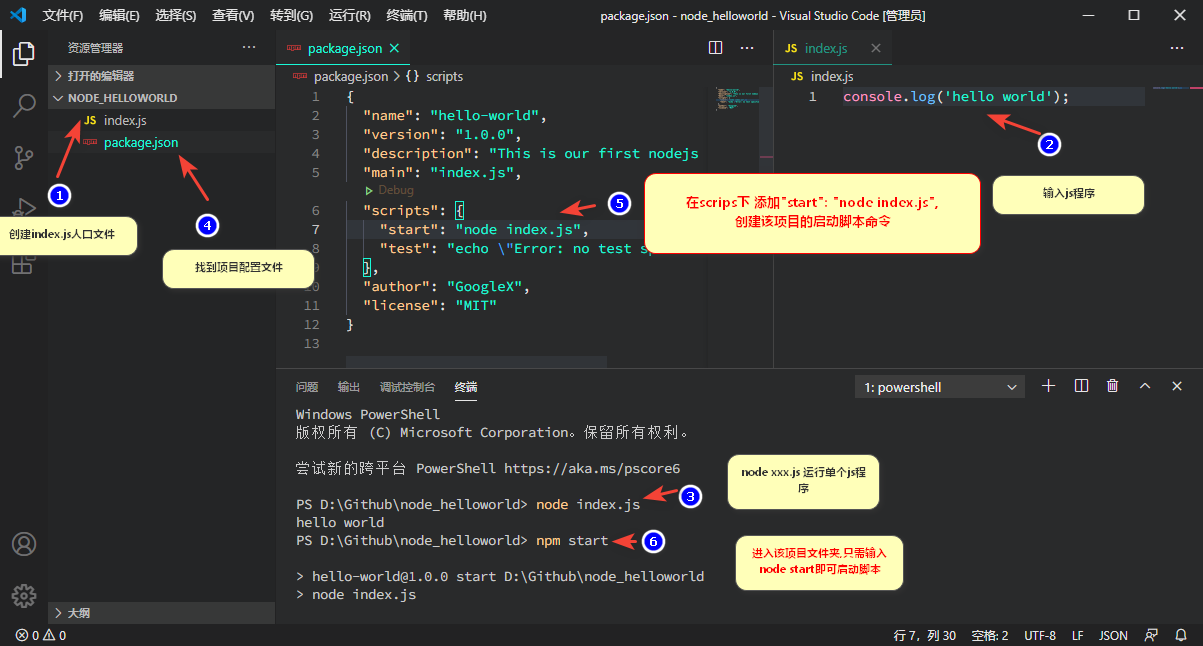 文件(F) 编辑(E) 选择(S) 查看(V) 转到(G) 运行(R) 终端(T) 帮助(H) package.json - node_helloworld - Visual Studio Code [管理员]
资源管理器
打开的编辑器
NODE_HELLOWORLD
JS index.js
package.json
1
创建index.js人口文件
4
找到项目配置文件
大纲
package.json
package.json > {} scripts
1 {
2 "name": "hello-world",
3 "version": "1.0.0",
4 "description": "This is our first nodejs
5 "main": "index.js",
Debug
6 "scripts": {
7 "start": "node index.js",
8 "test": "echo \"Error: no test s
9 },
10 "author": "GoogleX",
11 "license": "MIT"
12 }
13
5
在scrips下 添加"start": "node index.js",
创建该项目的启动脚本命令
JS index.js
JS index.js
1 console.log('hello world');
2
输入js程序
问题 输出 调试控制台 终端 1: powershell
Windows PowerShell
版权所有 (C) Microsoft Corporation。保留所有权利。
尝试新的跨平台 PowerShell https://aka.ms/pscore6
PS D:\Github\node_helloworld> node index.js
hello world
PS D:\Github\node_helloworld> npm start
> hello-world@1.0.0 start D:\Github\node_helloworld
> node index.js
3
node xxx.js 运行单个js程
序
6
进入该项目文件夹,只需输入
node start即可启动脚本
0 0 行 7，列 30 空格: 2 UTF-8 LF JSON